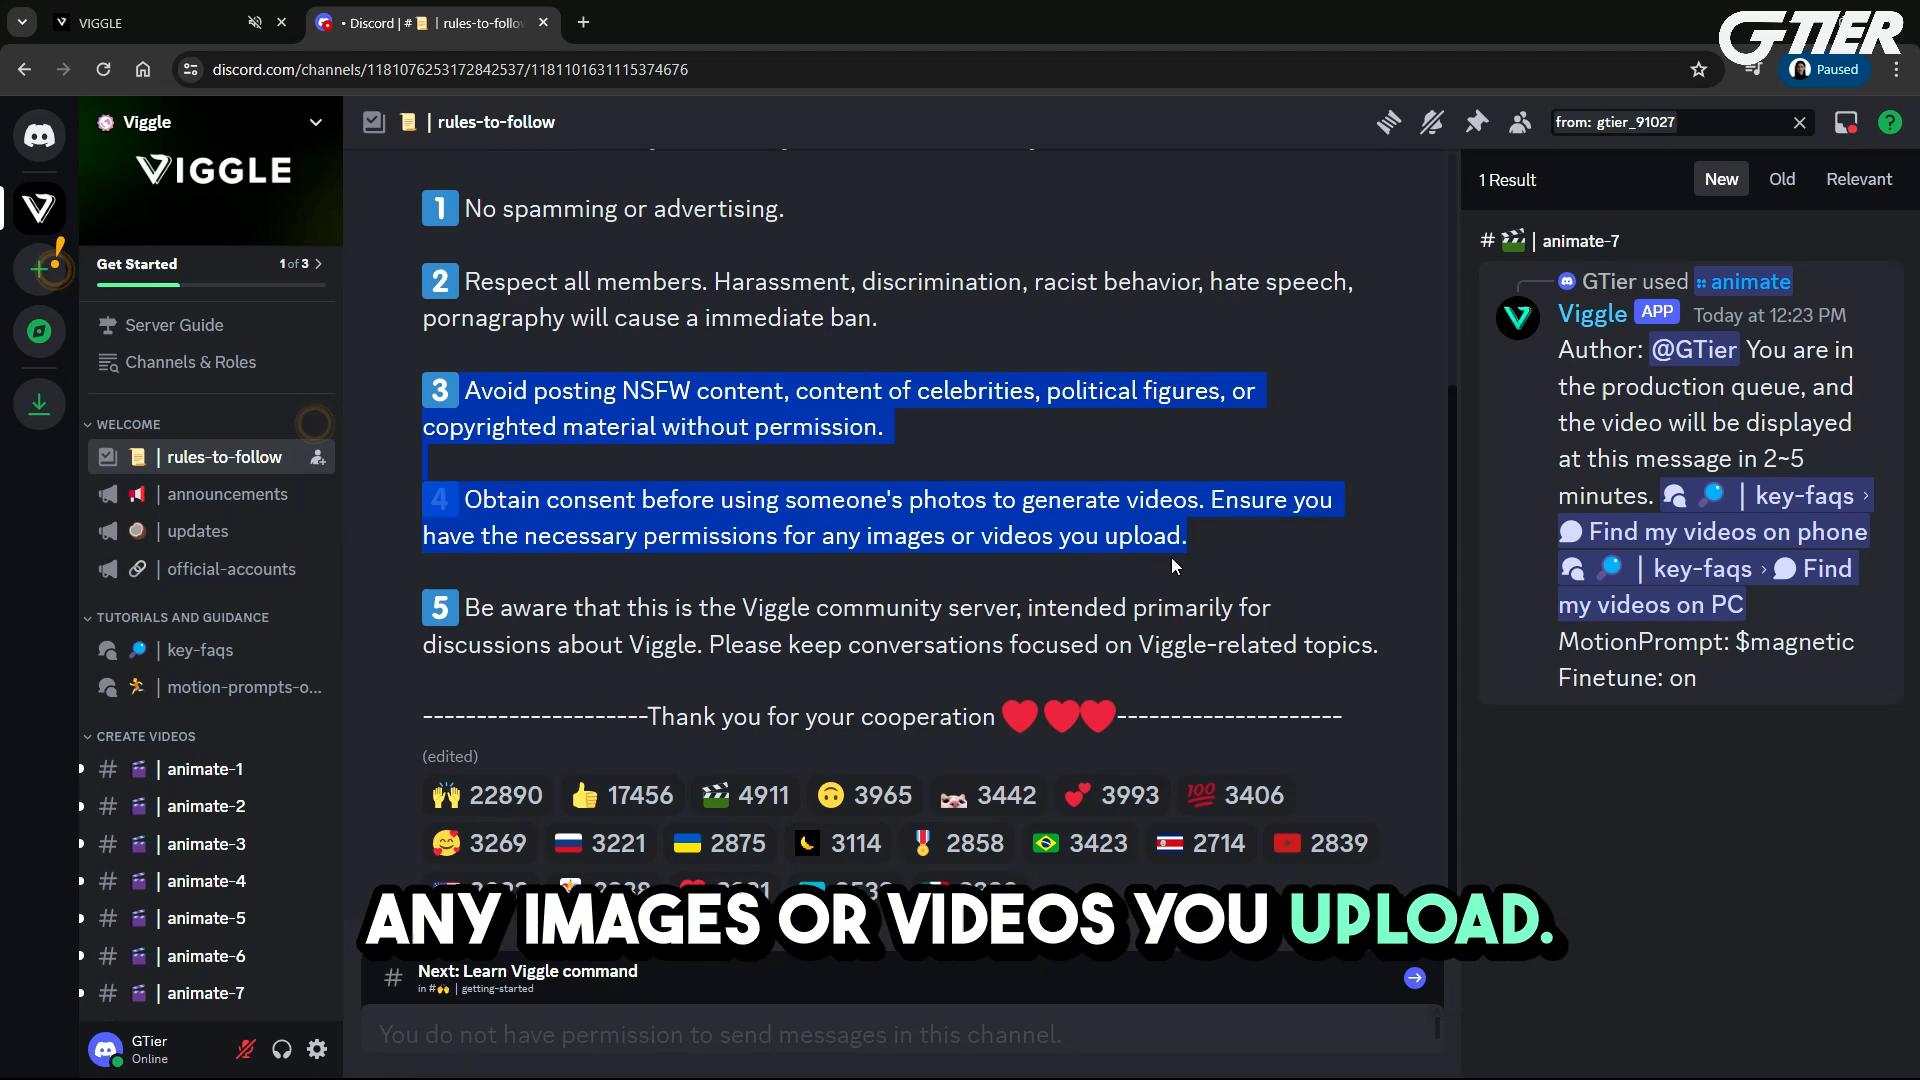 VIGGLE
• Discord | #📜 | rules-to-follow
GTIER
discord.com/channels/1181076253172842537/1181101631115374676
Paused
Viggle
VIGGLE
Get Started
1 of 3
Server Guide
Channels & Roles
WELCOME
📜 | rules-to-follow
📢 | announcements
🥥 | updates
🔗 | official-accounts
TUTORIALS AND GUIDANCE
🔎 | key-faqs
🏃 | motion-prompts-o...
CREATE VIDEOS
# 🎬 | animate-1
# 🎬 | animate-2
# 🎬 | animate-3
# 🎬 | animate-4
# 🎬 | animate-5
# 🎬 | animate-6
# 🎬 | animate-7
GTier
Online
📜 | rules-to-follow
from: gtier_91027
1 No spamming or advertising.
2 Respect all members. Harassment, discrimination, racist behavior, hate speech,
pornagraphy will cause a immediate ban.
3 Avoid posting NSFW content, content of celebrities, political figures, or
copyrighted material without permission.
4 Obtain consent before using someone's photos to generate videos. Ensure you
have the necessary permissions for any images or videos you upload.
5 Be aware that this is the Viggle community server, intended primarily for
discussions about Viggle. Please keep conversations focused on Viggle-related topics.
---------------------Thank you for your cooperation ❤️❤️❤️---------------------
(edited)
22890 17456 4911 3965 3442 3993 3406
3269 3221 2875 3114 2858 3423 2714 2839
ANY IMAGES OR VIDEOS YOU UPLOAD.
# Next: Learn Viggle command
in #🙌 | getting-started
You do not have permission to send messages in this channel.
1 Result
New
Old
Relevant
# 🎬 | animate-7
GTier used animate
Viggle APP Today at 12:23 PM
Author: @GTier You are in
the production queue, and
the video will be displayed
at this message in 2~5
minutes. 🔎 | key-faqs ›
Find my videos on phone
🔎 | key-faqs › Find
my videos on PC
MotionPrompt: $magnetic
Finetune: on